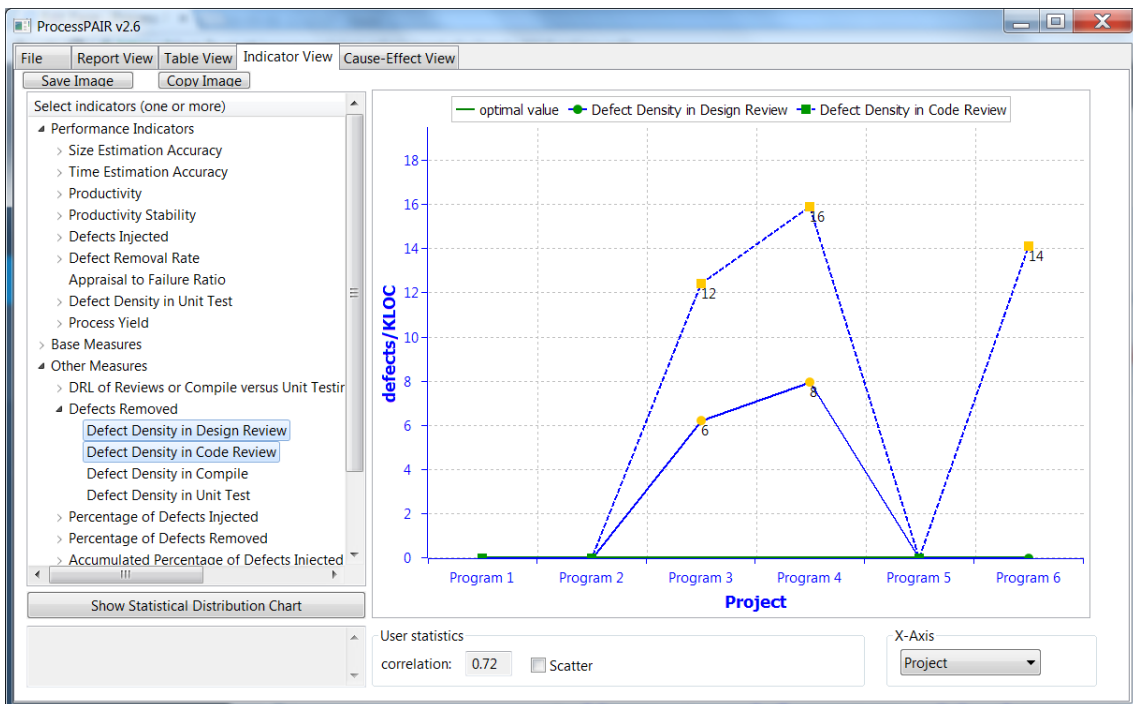 ProcessPAIR v2.6
File Report View Table View Indicator View Cause-Effect View
Save Image Copy Image
Select indicators (one or more)
Performance Indicators
Size Estimation Accuracy
Time Estimation Accuracy
Productivity
Productivity Stability
Defects Injected
Defect Removal Rate
Appraisal to Failure Ratio
Defect Density in Unit Test
Process Yield
Base Measures
Other Measures
DRL of Reviews or Compile versus Unit Testir
Defects Removed
Defect Density in Design Review
Defect Density in Code Review
Defect Density in Compile
Defect Density in Unit Test
Percentage of Defects Injected
Percentage of Defects Removed
Accumulated Percentage of Defects Injected
Show Statistical Distribution Chart
optimal value Defect Density in Design Review Defect Density in Code Review
defects/KLOC
18
16
14
12
10
8
6
4
2
0
16
14
12
8
6
Program 1 Program 2 Program 3 Program 4 Program 5 Program 6
Project
User statistics
correlation: 0.72 Scatter
X-Axis
Project